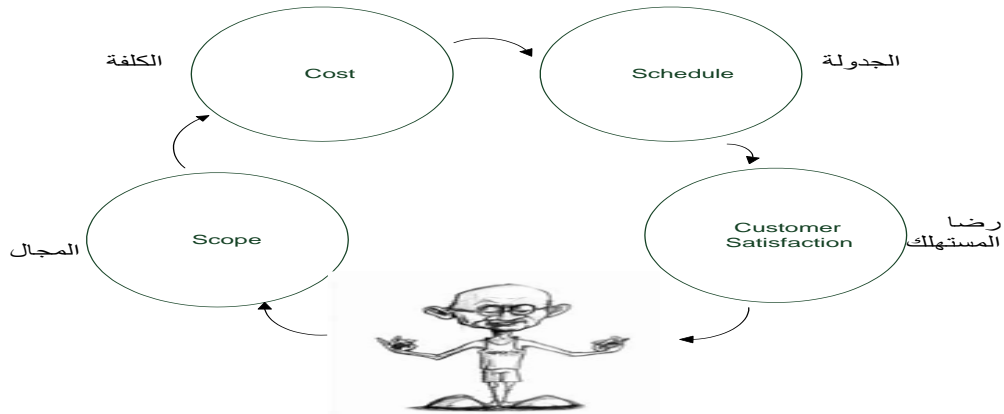 الكلفة
Cost
Schedule
الجدولة
المجال
Scope
Customer
Satisfaction
رضا
المستهلك